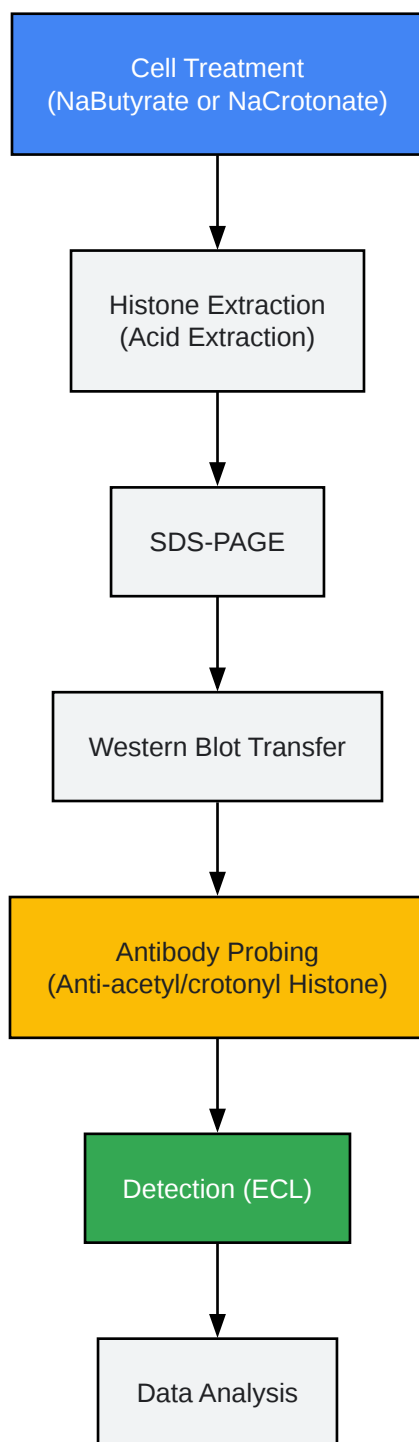 Cell Treatment
(NaButyrate or NaCrotonate)
Histone Extraction
(Acid Extraction)
SDS-PAGE
Western Blot Transfer
Antibody Probing
(Anti-acetyl/crotonyl Histone)
Detection (ECL)
Data Analysis